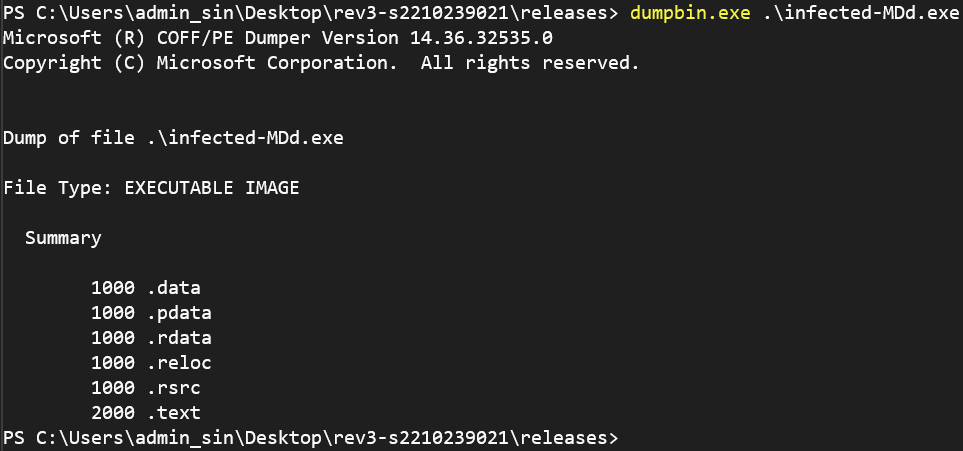 PS C:\Users\admin_sin\Desktop\rev3-s2210239021\releases> dumpbin.exe .\infected-MDd.exe
Microsoft (R) COFF/PE Dumper Version 14.36.32535.0
Copyright (C) Microsoft Corporation.  All rights reserved.
Dump of file .\infected-MDd.exe
File Type: EXECUTABLE IMAGE
Summary
1000 .data
1000 .pdata
1000 .rdata
1000 .reloc
1000 .rsrc
2000 .text
PS C:\Users\admin_sin\Desktop\rev3-s2210239021\releases>